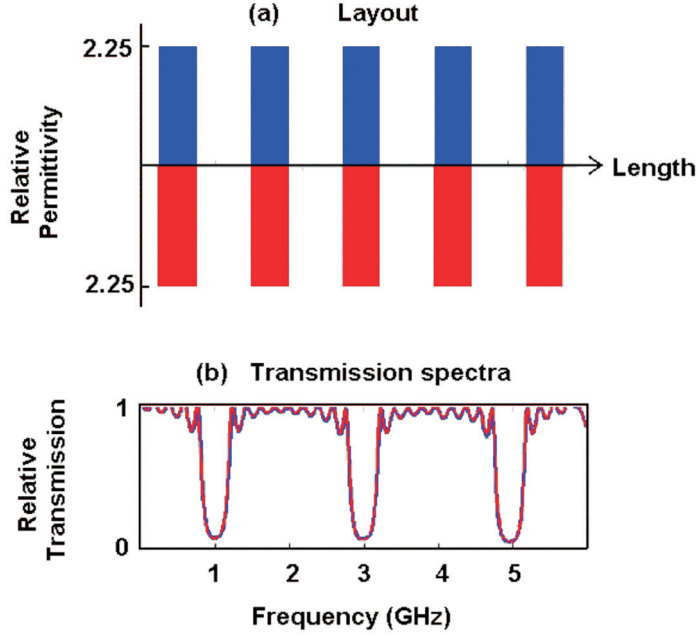 (a) Layout
2.25
Relative
Permittivity
Length
2.25
(b) Transmission spectra
1
Relative
Transmission
0
1 2 3 4 5
Frequency (GHz)